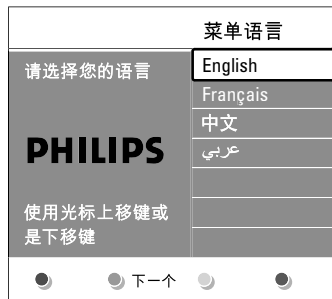 菜单语言
请选择您的语言
English
Français
中文
عربي
PHILIPS
使用光标上移键或
是下移键
下一个